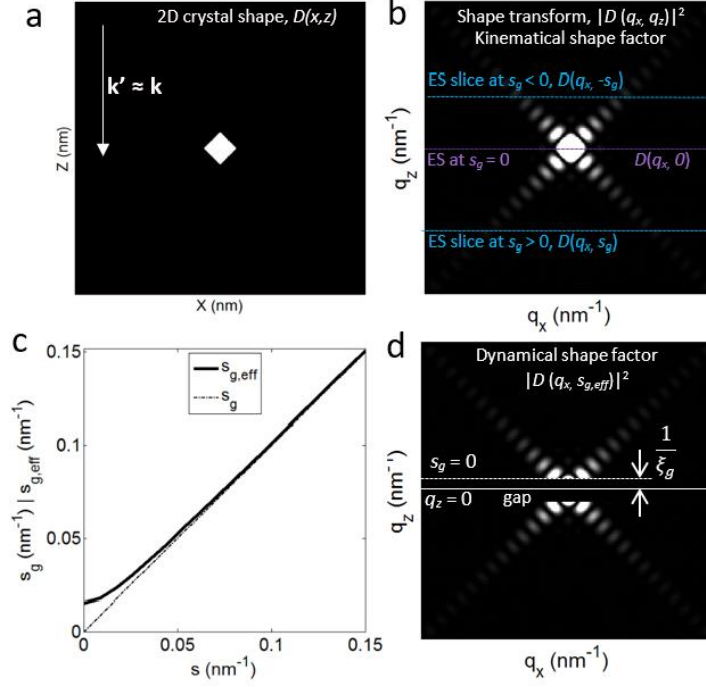 a
2D crystal shape, D(x,z)
k' ≈ k
Z (nm)
X (nm)
b
Shape transform, |D (qx, qz)|²
Kinematical shape factor
ES slice at sg < 0, D(qx, -sg)
ES at sg = 0
D(qx, 0)
ES slice at sg > 0, D(qx, sg)
qz (nm⁻¹)
qx (nm⁻¹)
c
0.15
0.1
0.05
0
sg,eff
sg
sg (nm⁻¹) | sg,eff (nm⁻¹)
0
0.05
0.1
0.15
s (nm⁻¹)
d
Dynamical shape factor
|D (qx, sg,eff)|²
sg = 0
1
ξg
qz = 0
gap
qz (nm⁻¹)
qx (nm⁻¹)